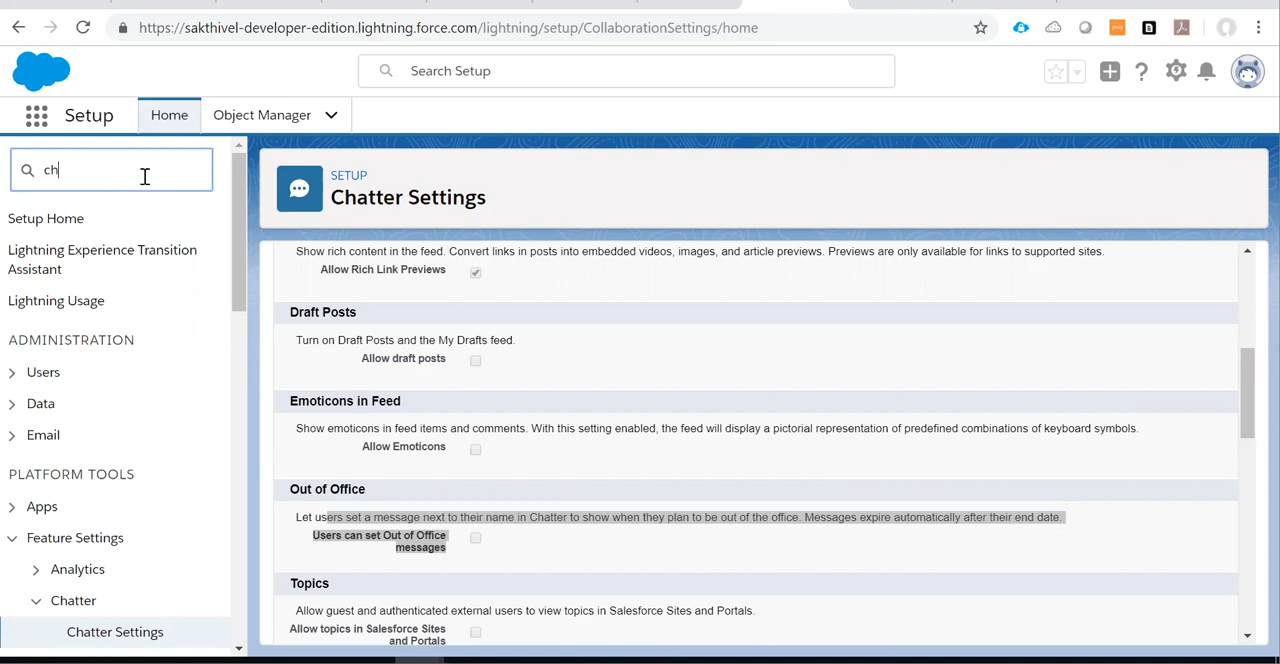 https://sakthivel-developer-edition.lightning.force.com/lightning/setup/CollaborationSettings/home
Search Setup
Setup
Home
Object Manager
ch
Setup Home
Lightning Experience Transition
Assistant
Lightning Usage
ADMINISTRATION
Users
Data
Email
PLATFORM TOOLS
Apps
Feature Settings
Analytics
Chatter
Chatter Settings
SETUP
Chatter Settings
Show rich content in the feed. Convert links in posts into embedded videos, images, and article previews. Previews are only available for links to supported sites.
Allow Rich Link Previews
Draft Posts
Turn on Draft Posts and the My Drafts feed.
Allow draft posts
Emoticons in Feed
Show emoticons in feed items and comments. With this setting enabled, the feed will display a pictorial representation of predefined combinations of keyboard symbols.
Allow Emoticons
Out of Office
Let users set a message next to their name in Chatter to show when they plan to be out of the office. Messages expire automatically after their end date.
Users can set Out of Office
messages
Topics
Allow guest and authenticated external users to view topics in Salesforce Sites and Portals.
Allow topics in Salesforce Sites
and Portals